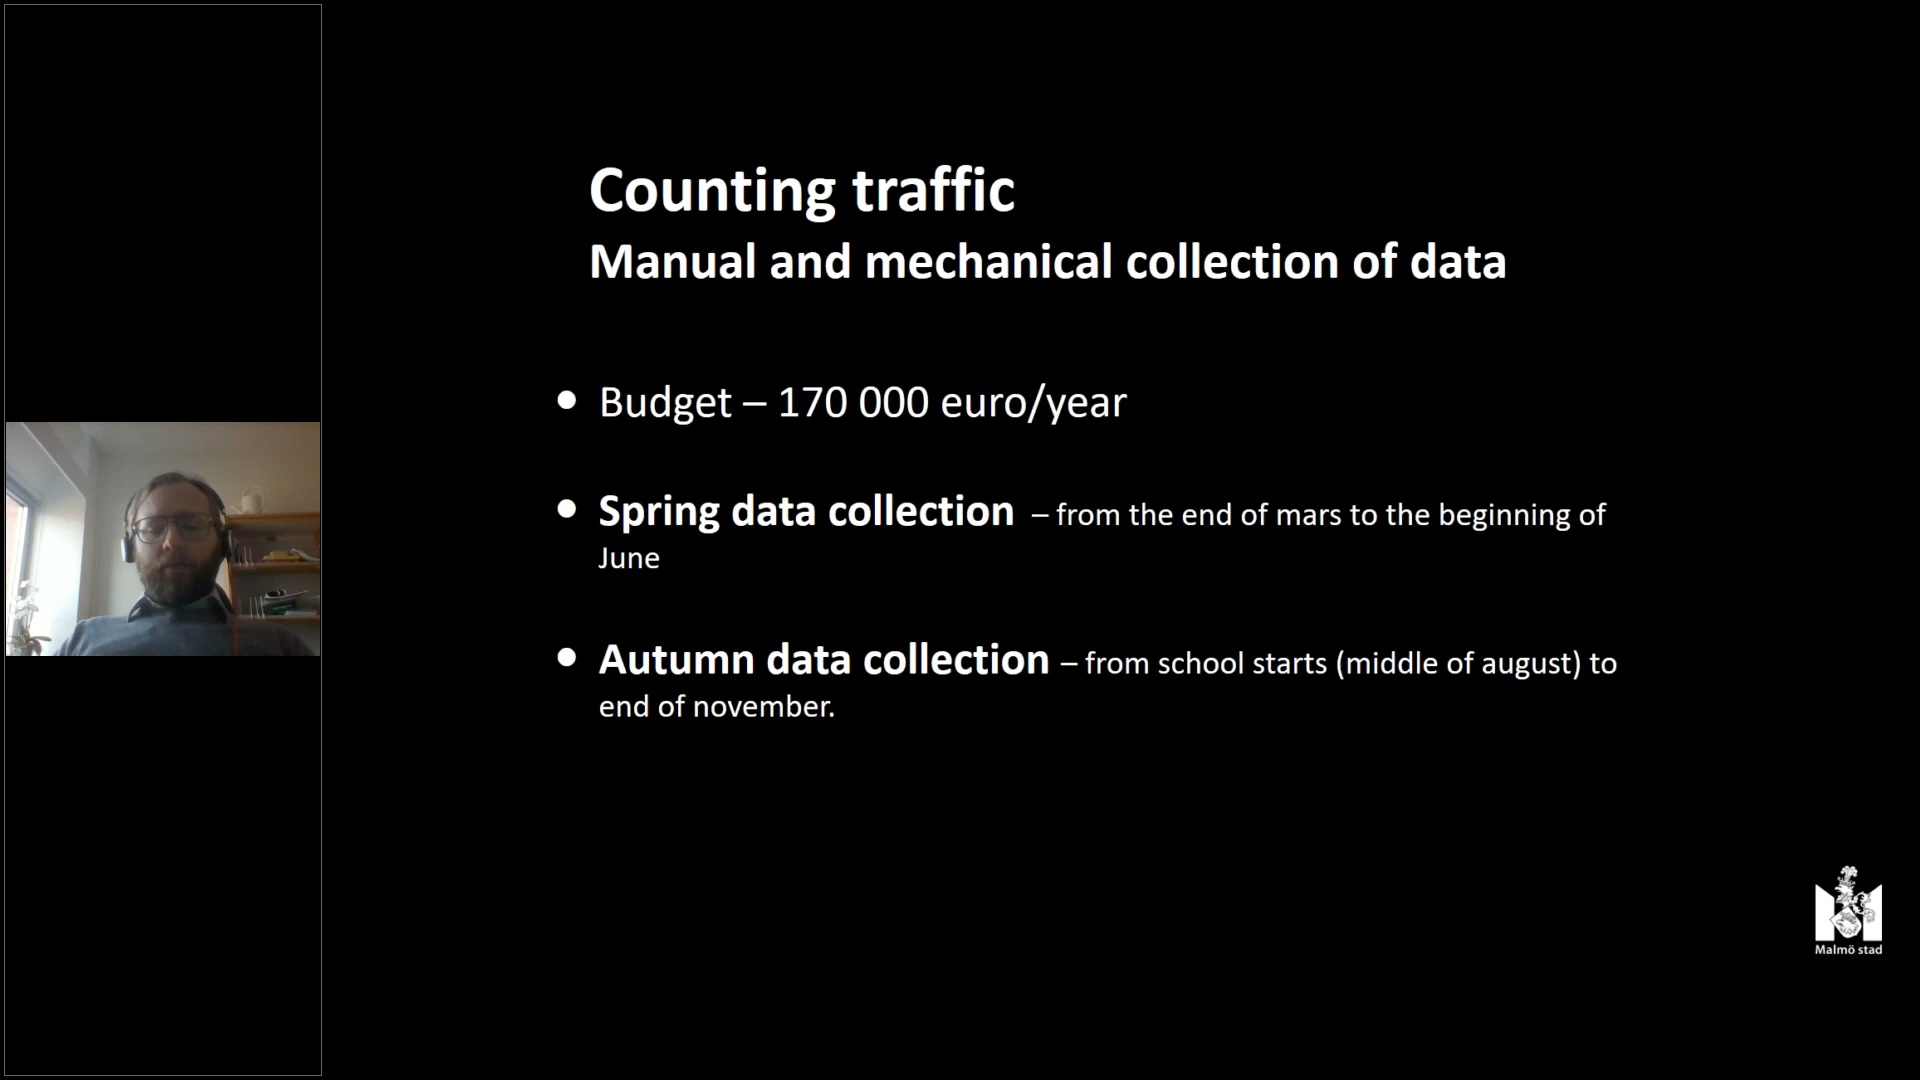 Counting traffic
Manual and mechanical collection of data
• Budget – 170 000 euro/year
• Spring data collection – from the end of mars to the beginning of
June
• Autumn data collection – from school starts (middle of august) to
end of november.
Malmö stad